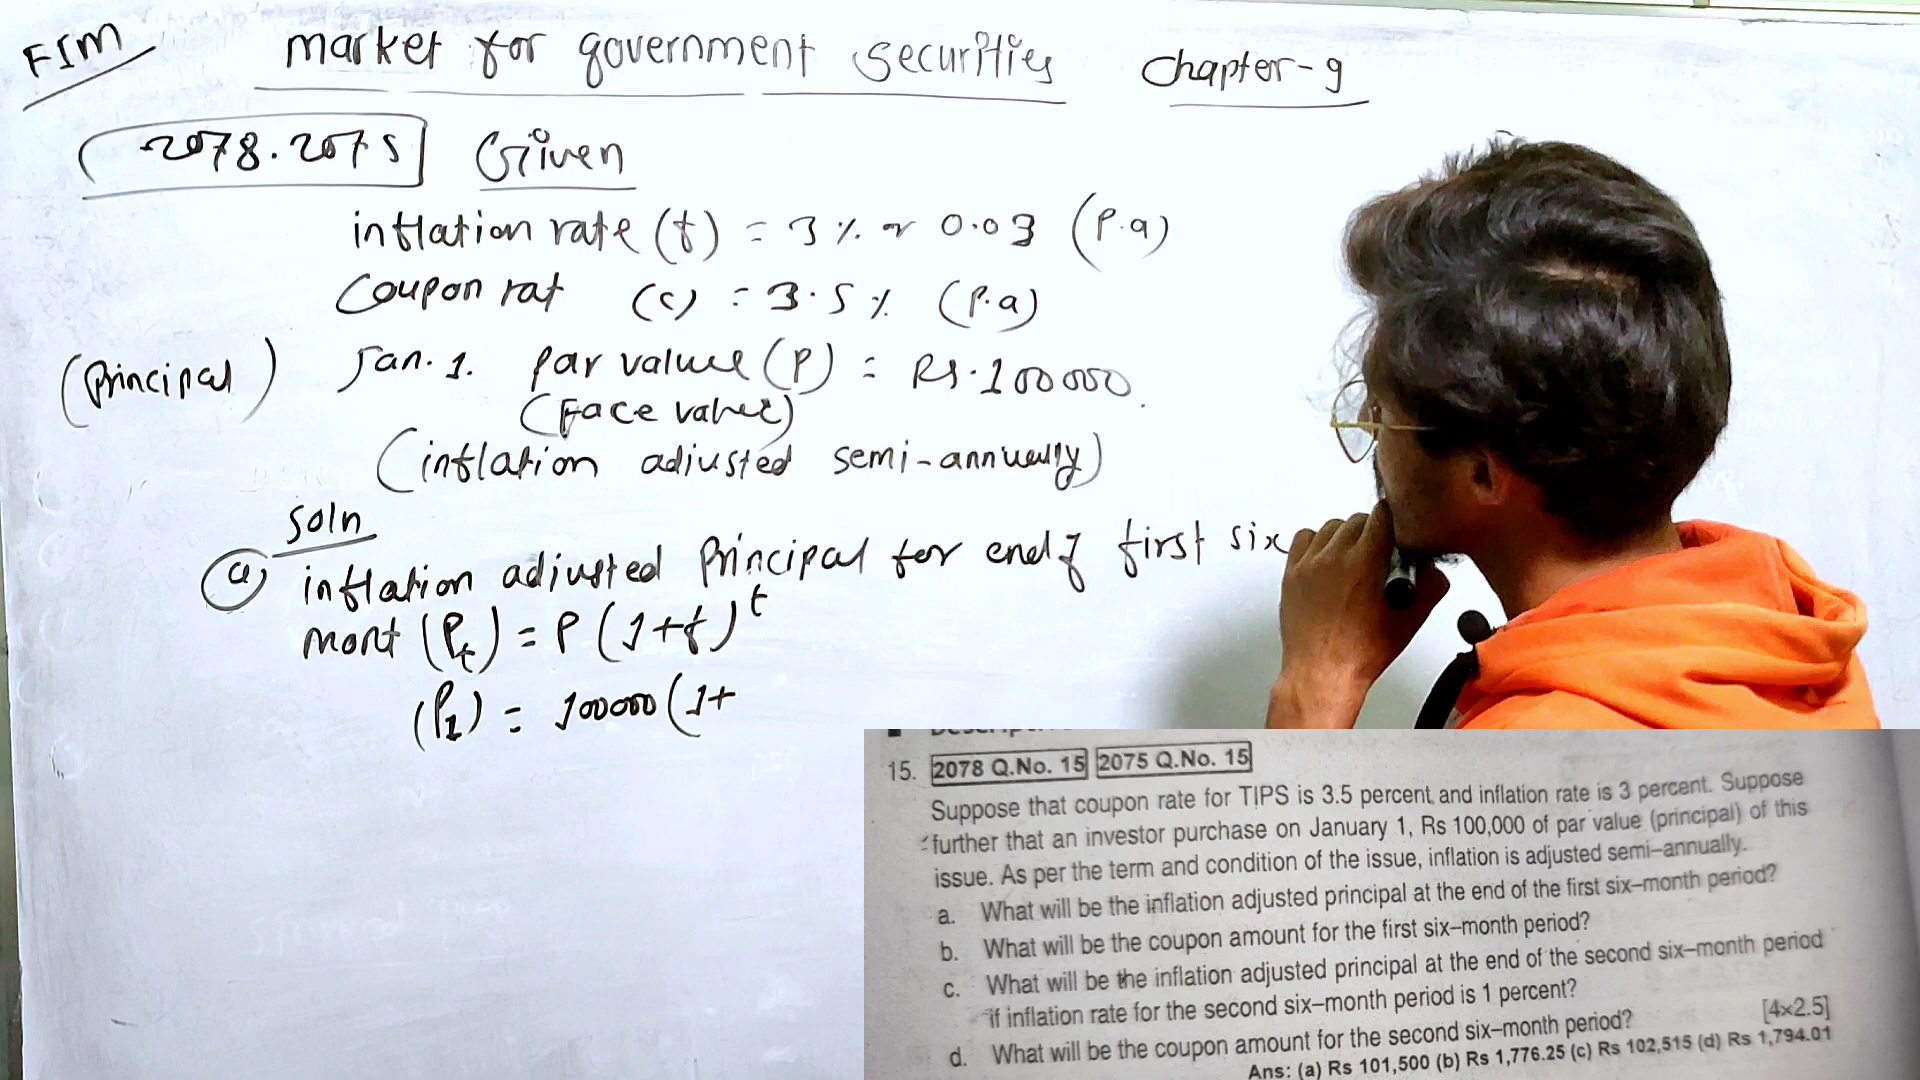 FIM
market for government securities chapter-9
2078.2075 Given
inflation rate (f) = 3 % or 0.03 (P.a)
Coupon rat (c) = 3.5 % (P.a)
(Principal) Jan. 1. Par value (P) = Rs.100000.
(Face value)
(inflation adjusted semi-annually)
Soln
(a) inflation adjusted Principal for end of first six
mont (Pt) = P (1+f)^t
(P1) = 100000 (1+
15. 2078 Q.No. 15 2075 Q.No. 15
Suppose that coupon rate for TIPS is 3.5 percent and inflation rate is 3 percent. Suppose
further that an investor purchase on January 1, Rs 100,000 of par value (principal) of this
issue. As per the term and condition of the issue, inflation is adjusted semi-annually.
a. What will be the inflation adjusted principal at the end of the first six-month period?
b. What will be the coupon amount for the first six-month period?
c. What will be the inflation adjusted principal at the end of the second six-month period
if inflation rate for the second six-month period is 1 percent?
d. What will be the coupon amount for the second six-month period? [4×2.5]
Ans: (a) Rs 101,500 (b) Rs 1,776.25 (c) Rs 102,515 (d) Rs 1,794.01